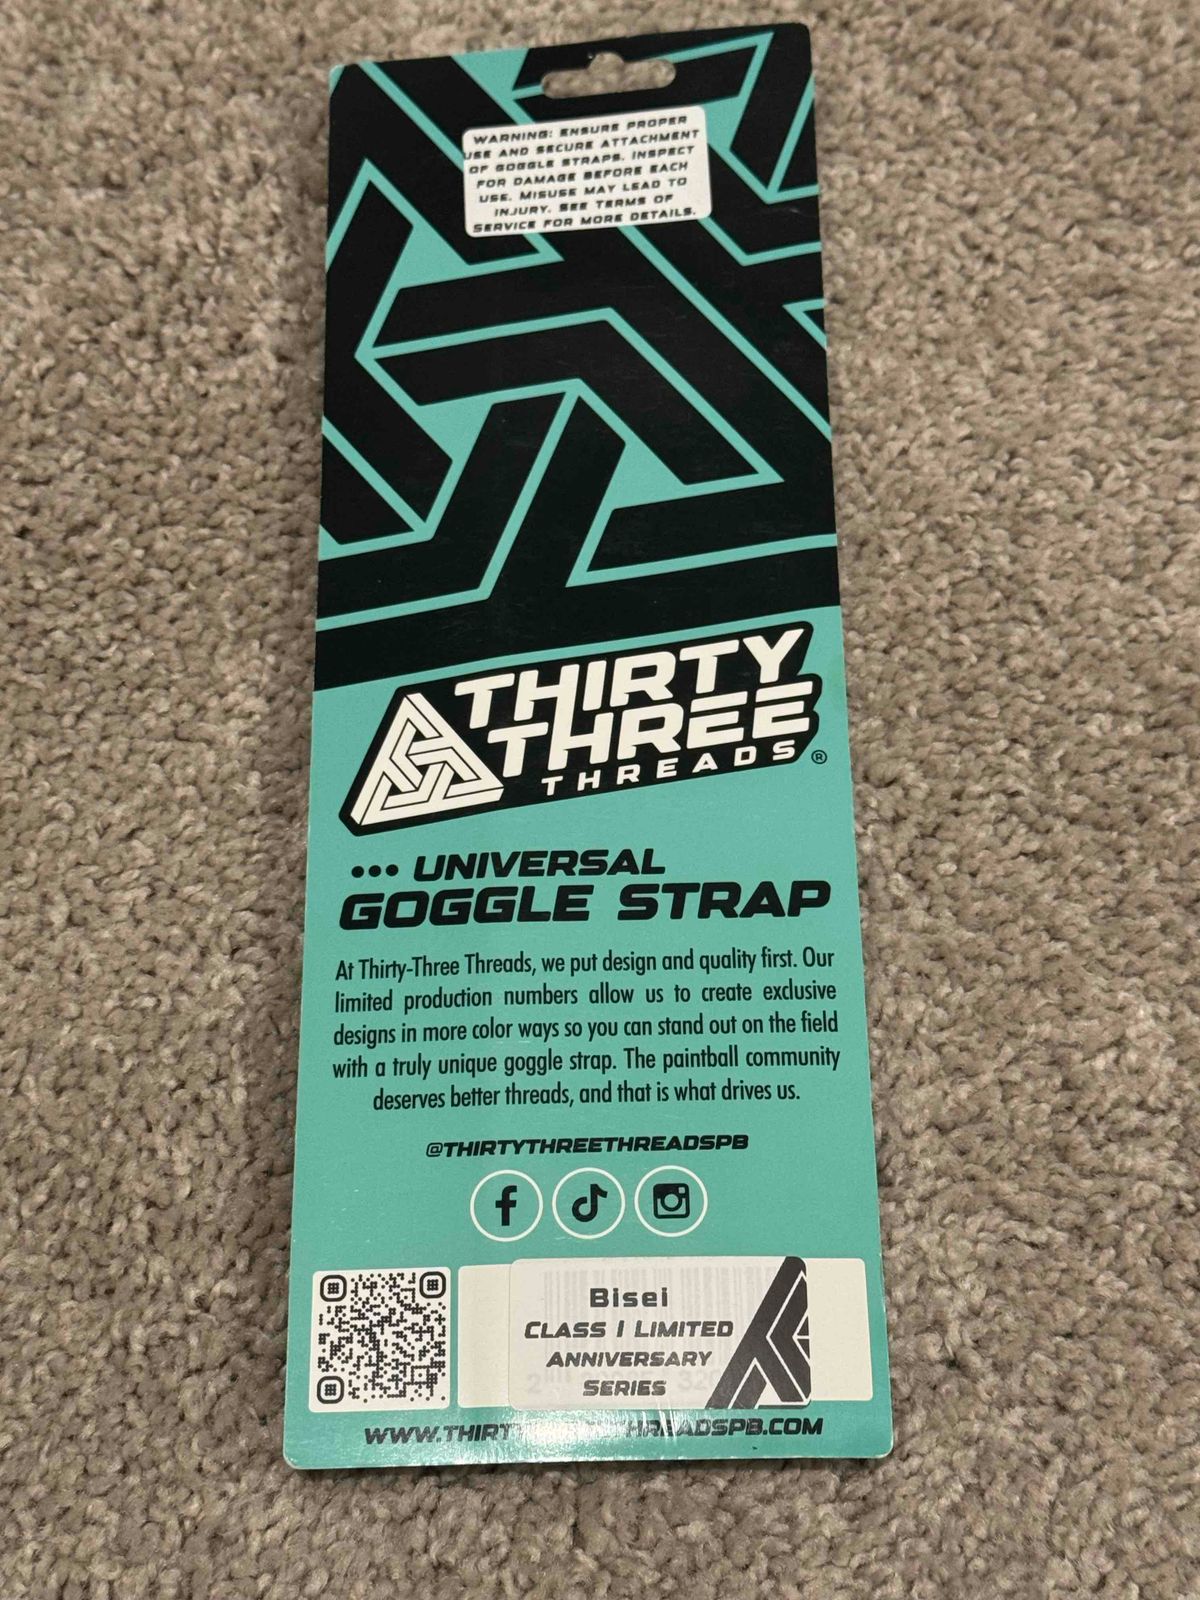 WARNING: ENSURE PROPER
USE AND SECURE ATTACHMENT
OF GOGGLE STRAPS. INSPECT
FOR DAMAGE BEFORE EACH
USE. MISUSE MAY LEAD TO
INJURY. SEE TERMS OF
SERVICE FOR MORE DETAILS.
THIRTY
THREE
THREADS®
••• UNIVERSAL
GOGGLE STRAP
At Thirty-Three Threads, we put design and quality first. Our
limited production numbers allow us to create exclusive
designs in more color ways so you can stand out on the field
with a truly unique goggle strap. The paintball community
deserves better threads, and that is what drives us.
@THIRTYTHREETHREADSPB
Bisei
CLASS I LIMITED
ANNIVERSARY
SERIES